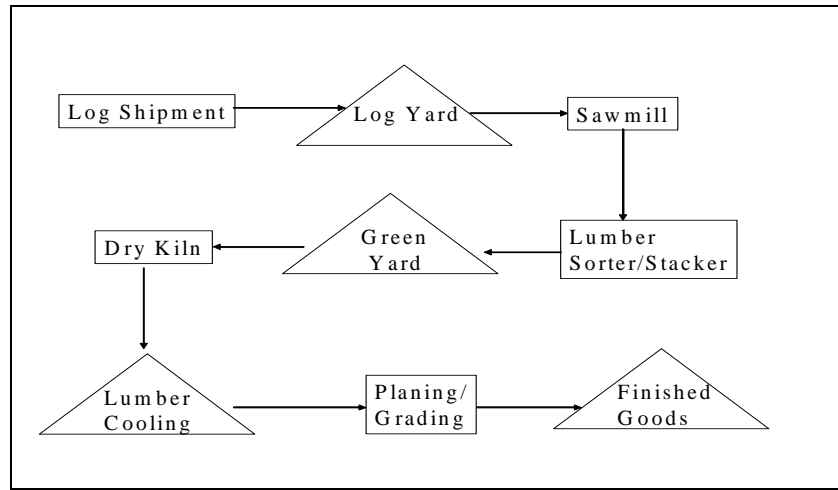 Log Shipment
Log Yard
Sawmill
Dry Kiln
Green
Yard
Lumber
Sorter/Stacker
Lumber
Cooling
Planing/
Grading
Finished
Goods